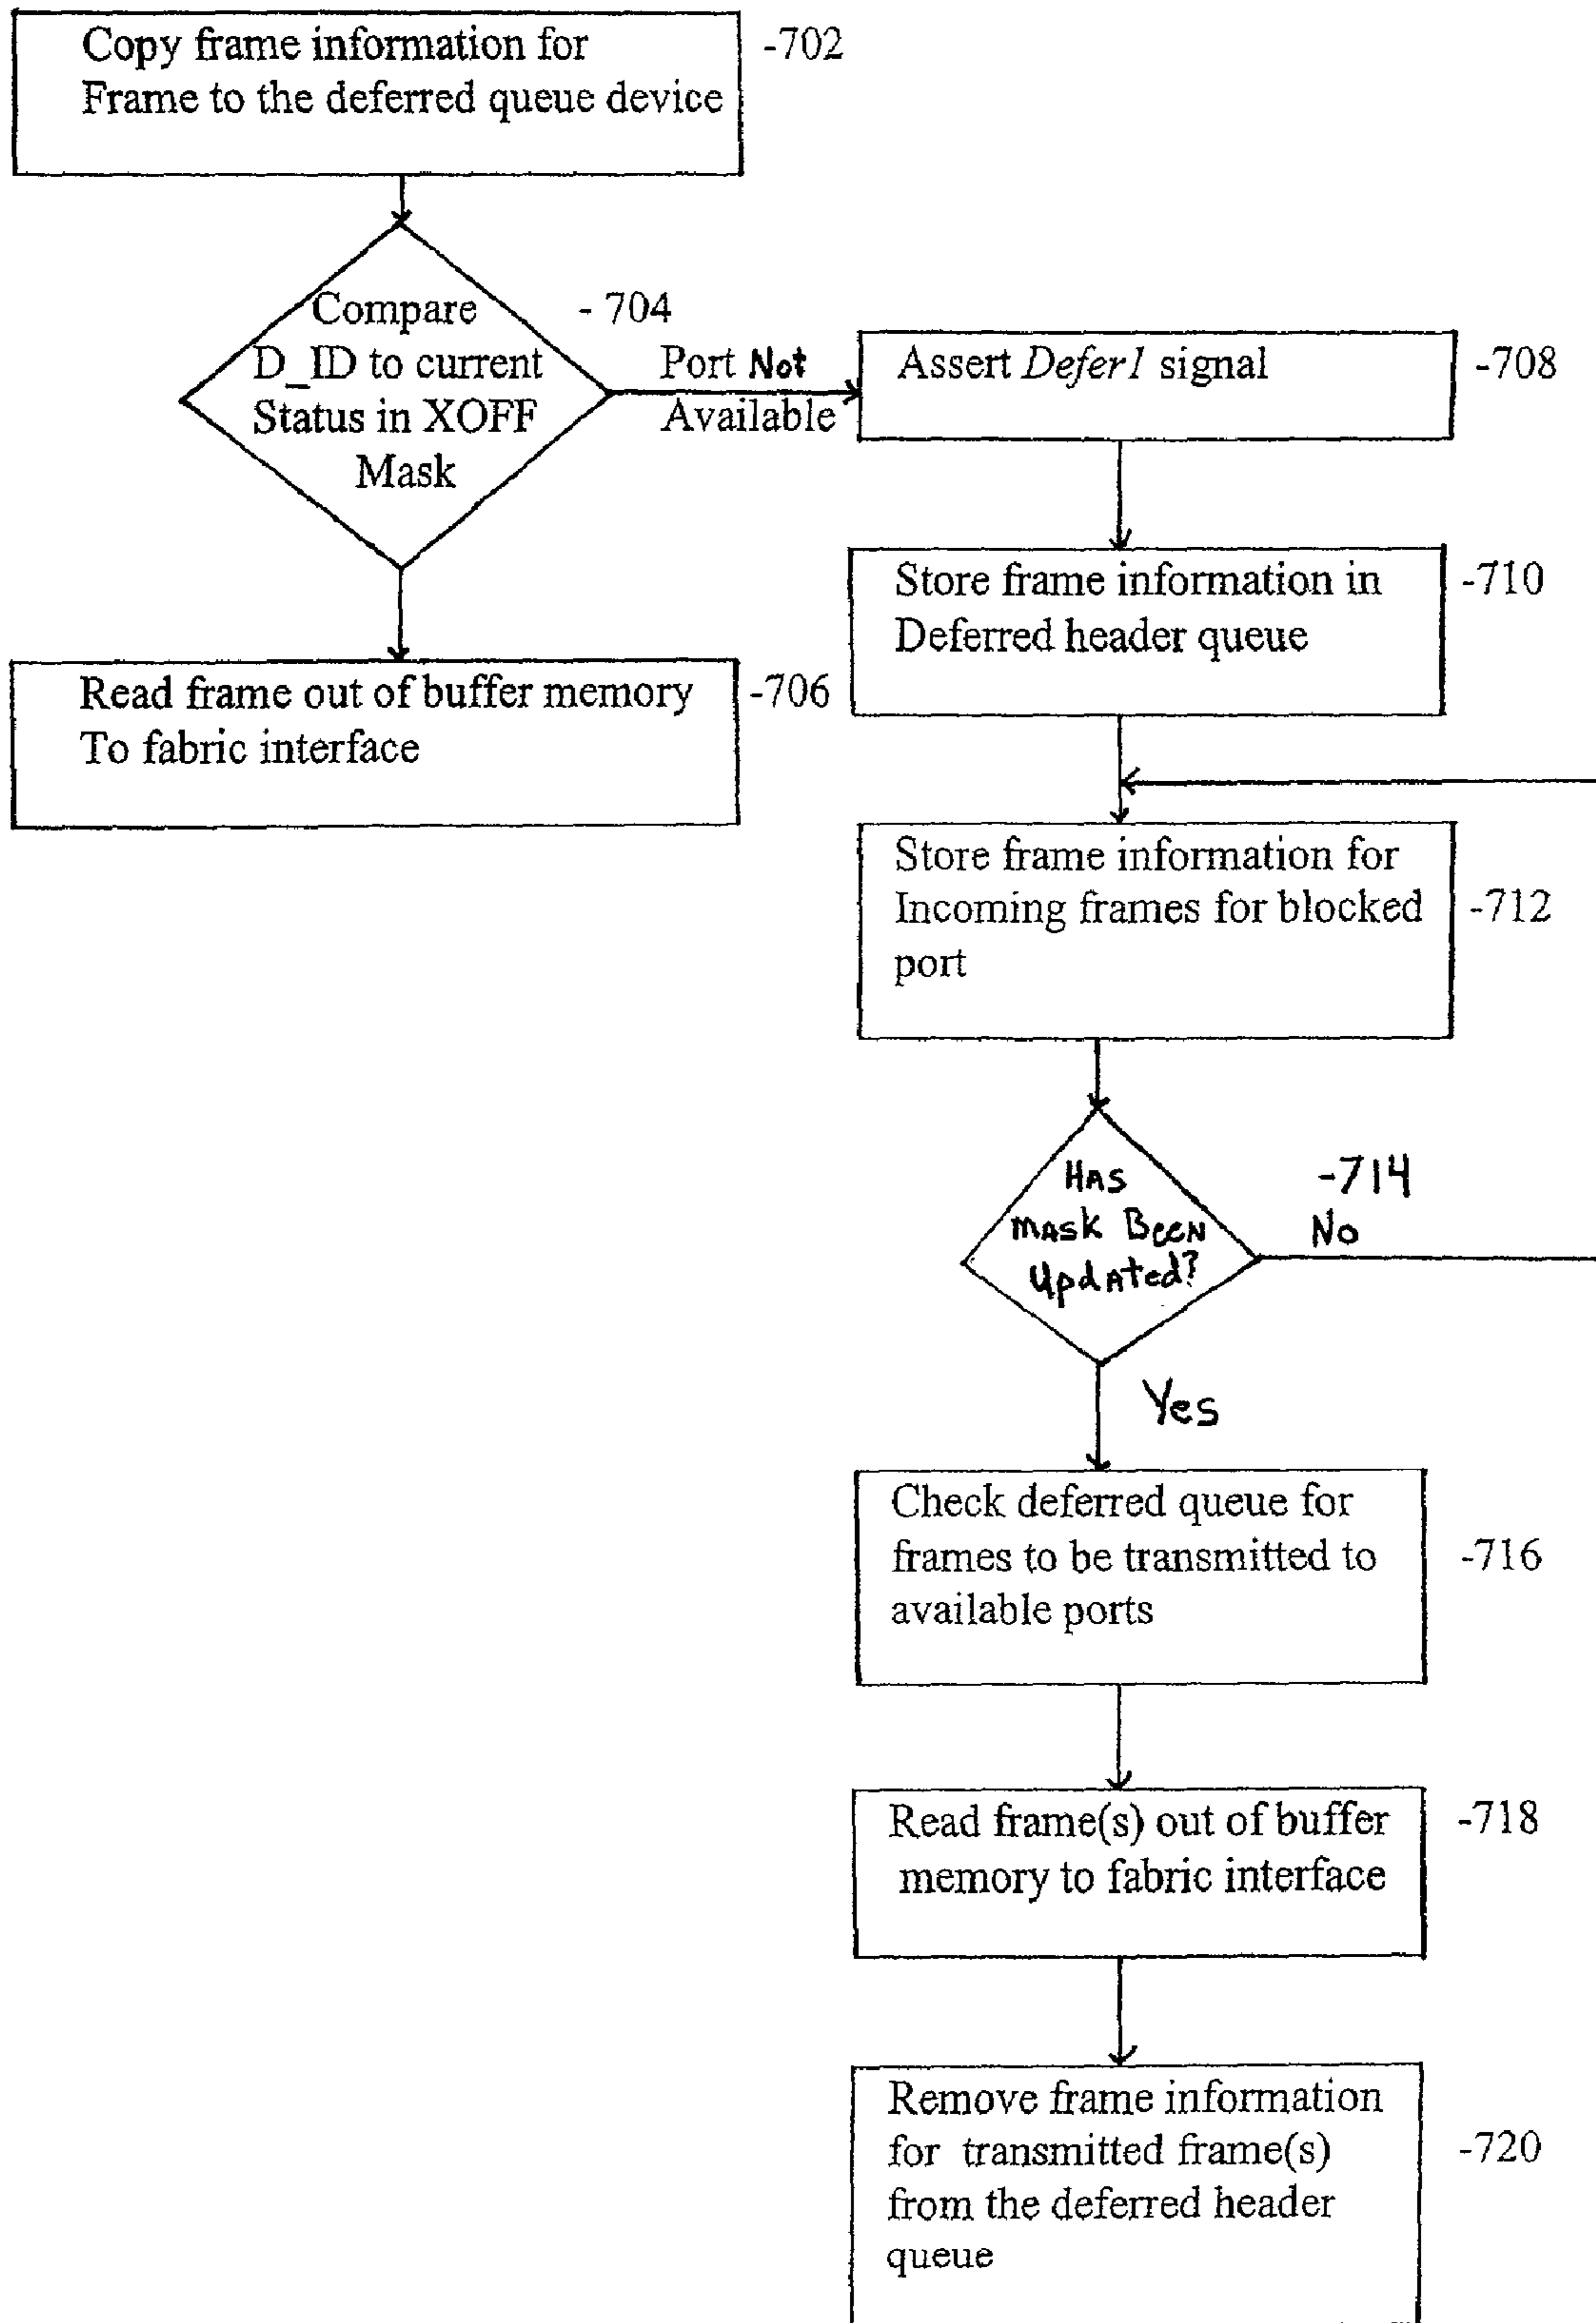 Copy frame information for
Frame to the deferred queue device
-702
Compare
D_ID to current
Status in XOFF
Mask
- 704
Port Not
Available
Assert Defer1 signal
-708
Read frame out of buffer memory
To fabric interface
-706
Store frame information in
Deferred header queue
-710
Store frame information for
Incoming frames for blocked
port
-712
Has
mask Been
Updated?
-714
No
Yes
Check deferred queue for
frames to be transmitted to
available ports
-716
Read frame(s) out of buffer
memory to fabric interface
-718
Remove frame information
for transmitted frame(s)
from the deferred header
queue
-720